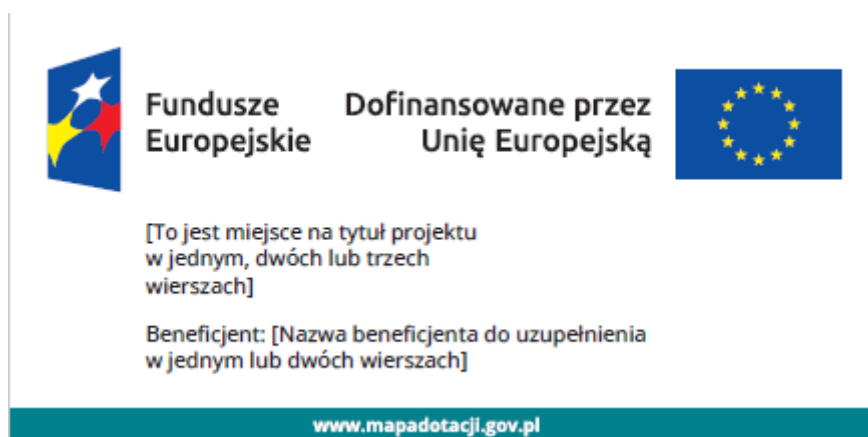 Fundusze
Europejskie
Dofinansowane przez
Unię Europejską
[To jest miejsce na tytuł projektu
w jednym, dwóch lub trzech
wierszach]
Beneficjent: [Nazwa beneficjenta do uzupełnienia
w jednym lub dwóch wierszach]
www.mapadotacji.gov.pl